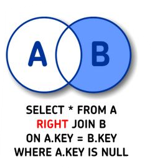 A B
SELECT * FROM A
RIGHT JOIN B
ON A.KEY = B.KEY
WHERE A.KEY IS NULL